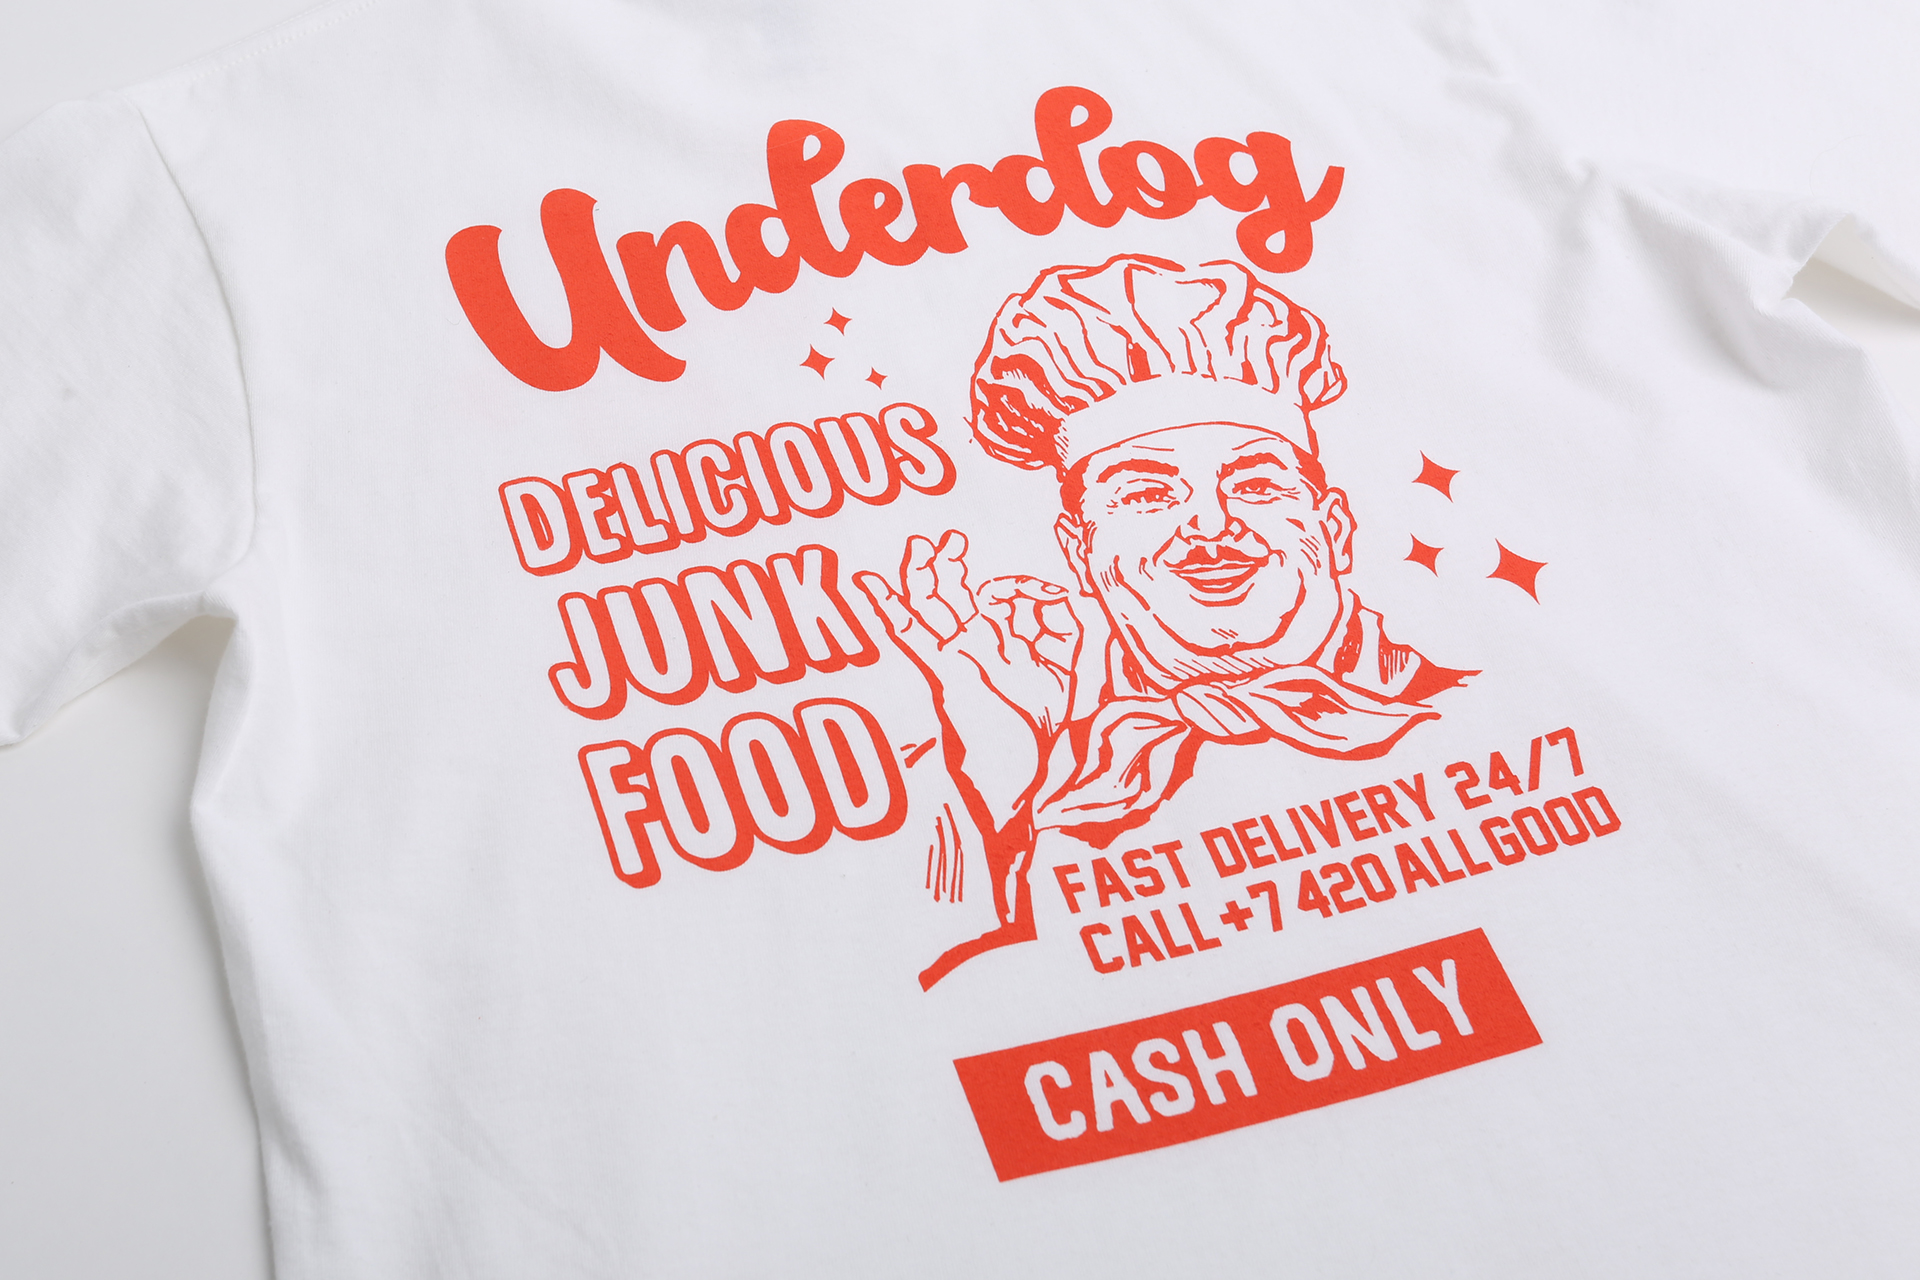 Underdog
DELICIOUS
JUNK
FOOD
FAST DELIVERY 24/7
CALL +7 420 ALL GOOD
CASH ONLY